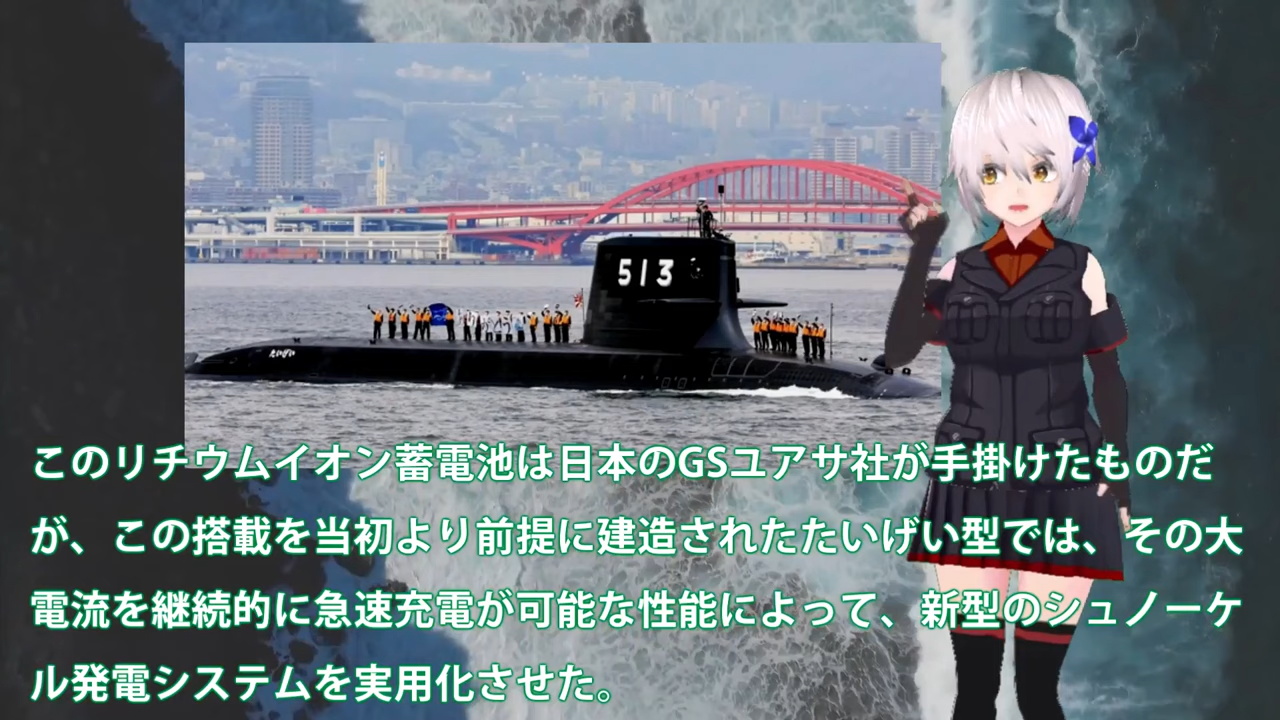 513
たいげい
このリチウムイオン蓄電池は日本のGSユアサ社が手掛けたものだ
が、この搭載を当初より前提に建造されたたいげい型では、その大
電流を継続的に急速充電が可能な性能によって、新型のシュノーケ
ル発電システムを実用化させた。